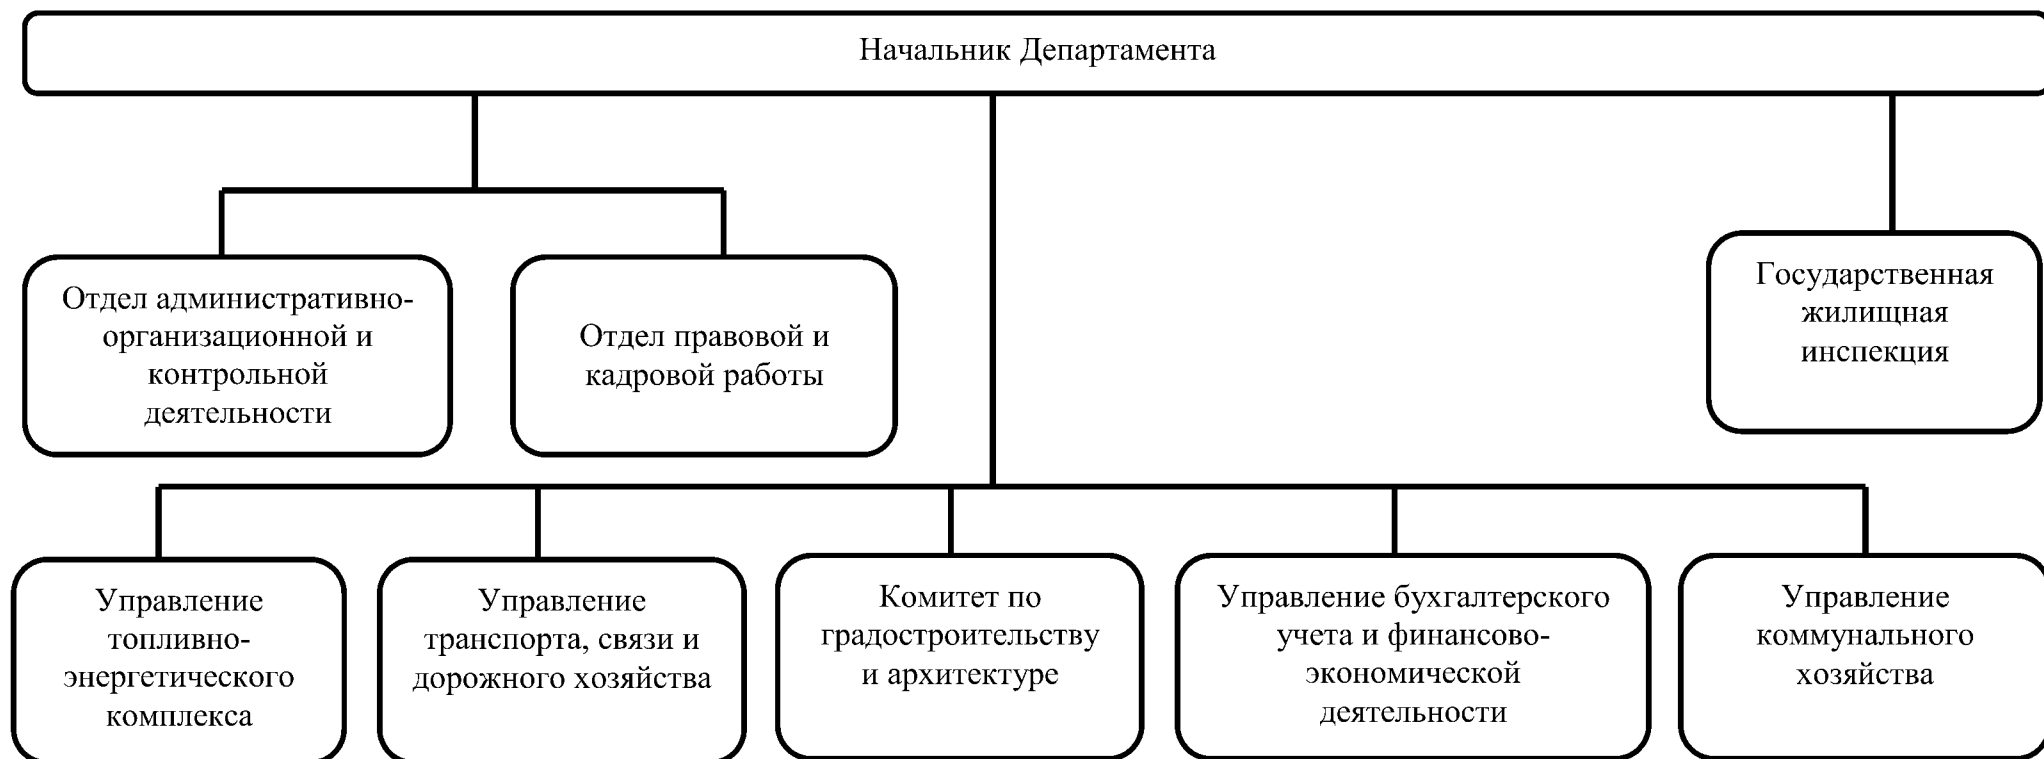 Начальник Департамента
Отдел административно-
организационной и
контрольной
деятельности
Отдел правовой и
кадровой работы
Государственная
жилищная
инспекция
Управление
топливно-
энергетического
комплекса
Управление
транспорта, связи и
дорожного хозяйства
Комитет по
градостроительству
и архитектуре
Управление бухгалтерского
учета и финансово-
экономической
деятельности
Управление
коммунального
хозяйства